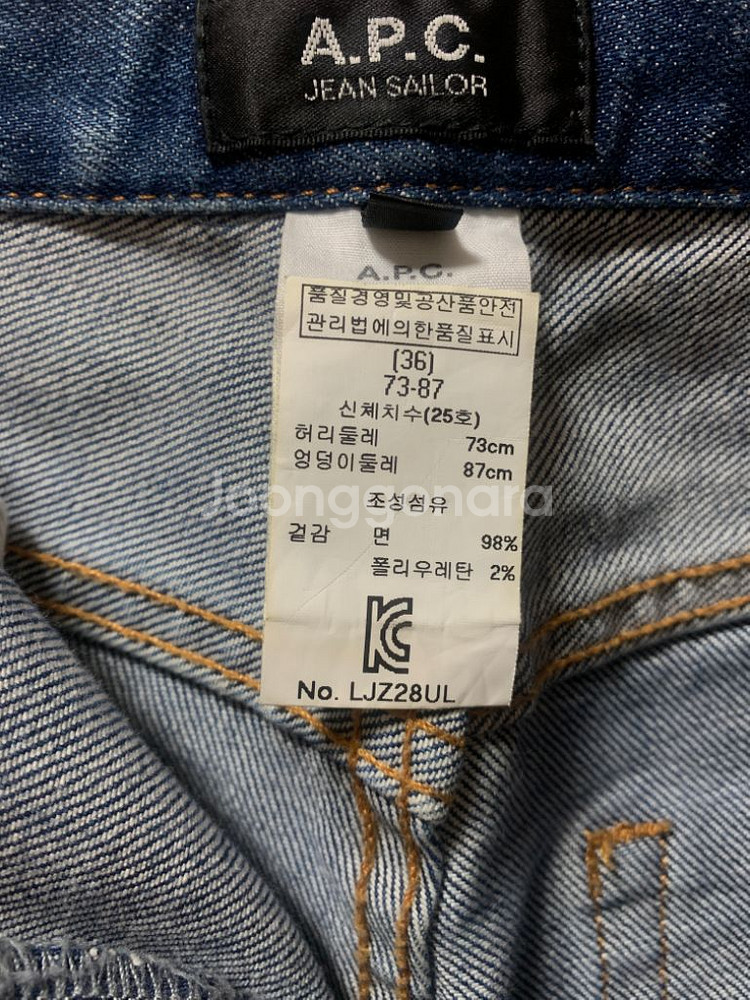 A.P.C.
JEAN SAILOR
A.P.C.
품질경영및공산품안전
관리법에의한품질표시
(36)
73-87
신체치수(25호)
허리둘레 73cm
엉덩이둘레 87cm
Joonggonara
조성섬유
겉감 면 98%
폴리우레탄 2%
KC
No. LJZ28UL